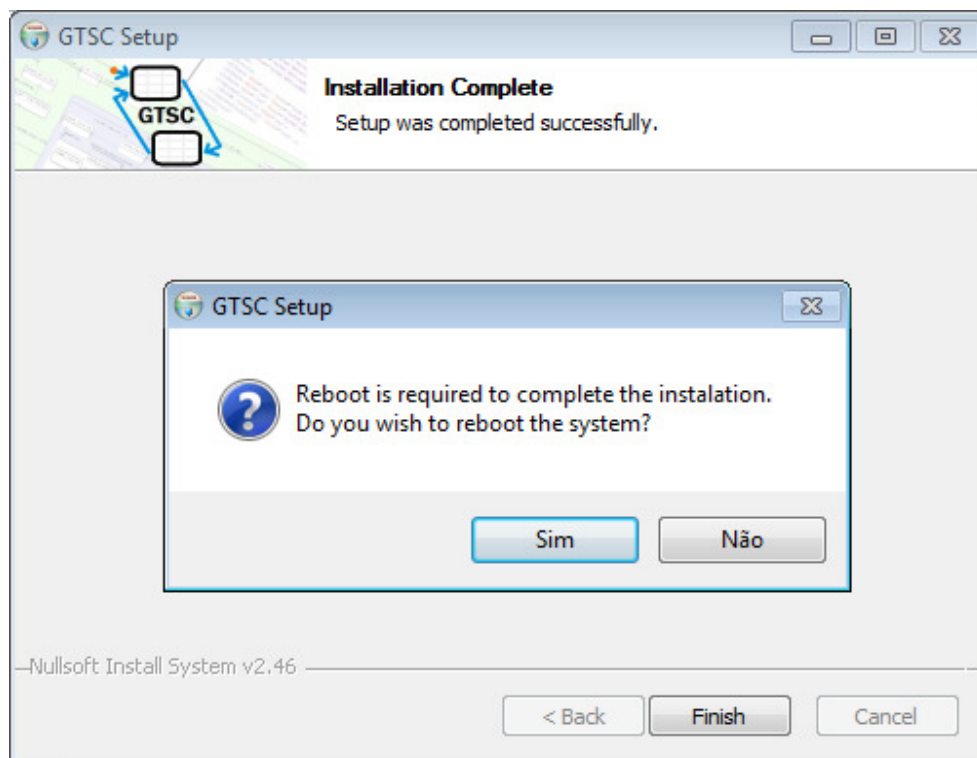 GTSC Setup
GTSC
Installation Complete
Setup was completed successfully.
GTSC Setup
Reboot is required to complete the instalation.
Do you wish to reboot the system?
Sim
Não
Nullsoft Install System v2.46
< Back
Finish
Cancel